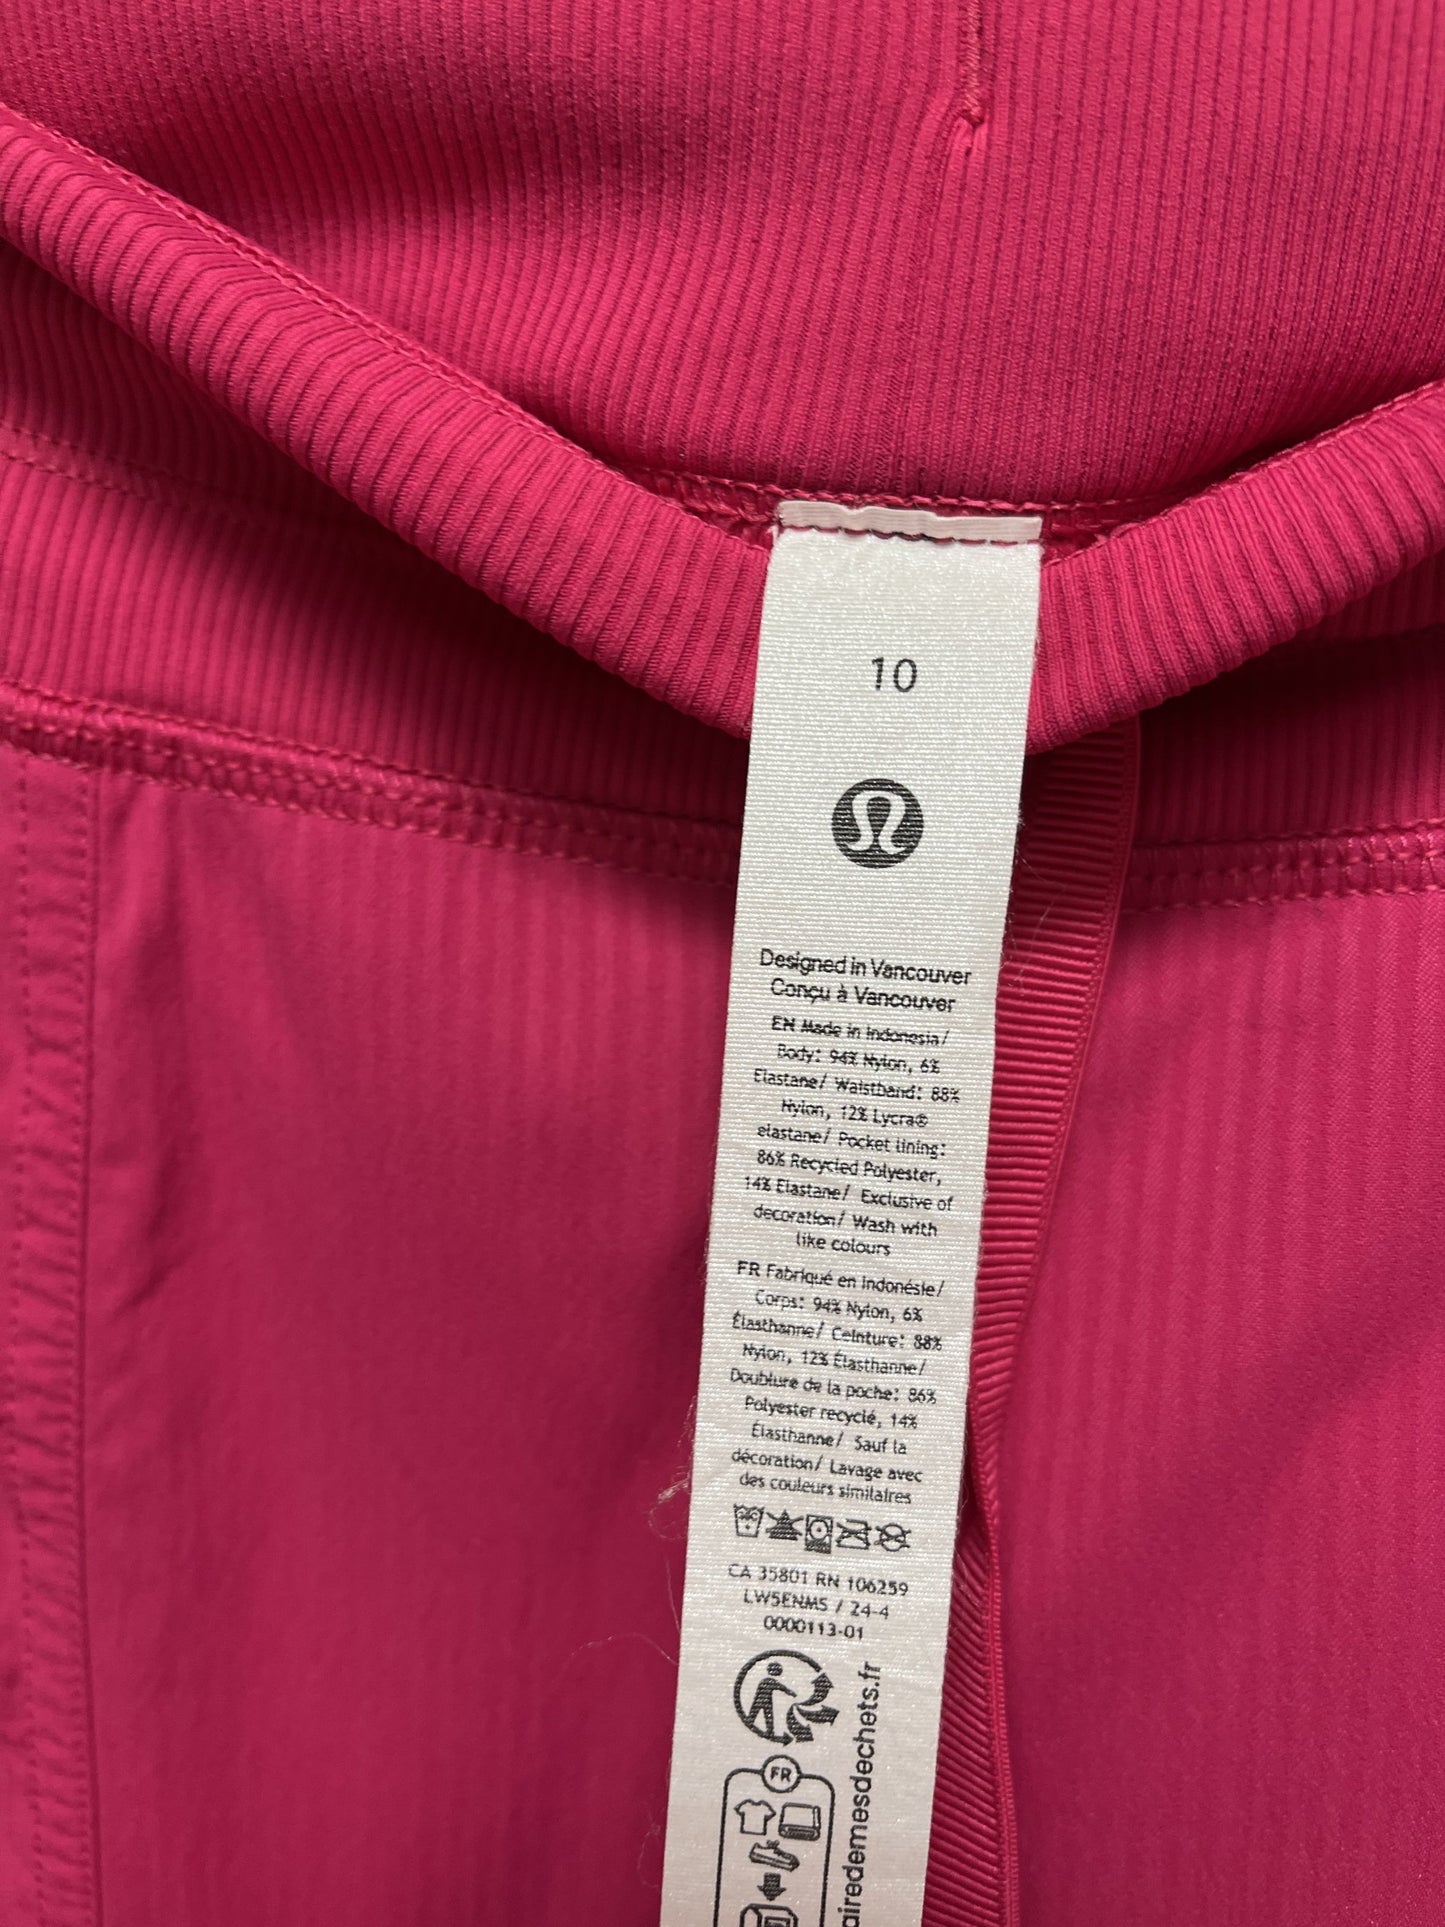 10
Designed in Vancouver
Conçu à Vancouver
EN Made in Indonesia/
Body: 94% Nylon, 6%
Elastane/ Waistband: 88%
Nylon, 12% Lycra®
elastane/ Pocket lining:
86% Recycled Polyester,
14% Elastane/ Exclusive of
decoration/ Wash with
like colours
FR Fabriqué en Indonésie/
Corps: 94% Nylon, 6%
Élasthanne/ Ceinture: 88%
Nylon, 12% Élasthanne/
Doublure de la poche: 86%
Polyester recyclé, 14%
Élasthanne/ Sauf la
décoration/ Lavage avec
des couleurs similaires
CA 35801 RN 106259
LW5ENMS / 24-4
0000113-01
FR
airedemesdechets.fr